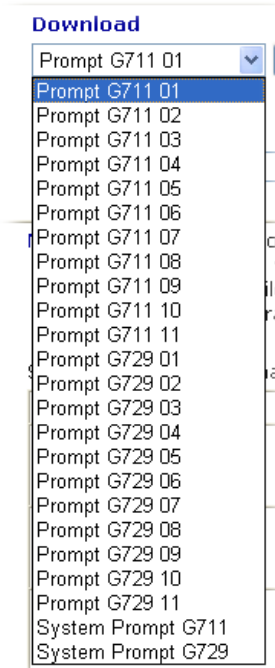 Download
Prompt G711 01
Prompt G711 01
Prompt G711 02
Prompt G711 03
Prompt G711 04
Prompt G711 05
Prompt G711 06
Prompt G711 07
Prompt G711 08
Prompt G711 09
Prompt G711 10
Prompt G711 11
Prompt G729 01
Prompt G729 02
Prompt G729 03
Prompt G729 04
Prompt G729 05
Prompt G729 06
Prompt G729 07
Prompt G729 08
Prompt G729 09
Prompt G729 10
Prompt G729 11
System Prompt G711
System Prompt G729